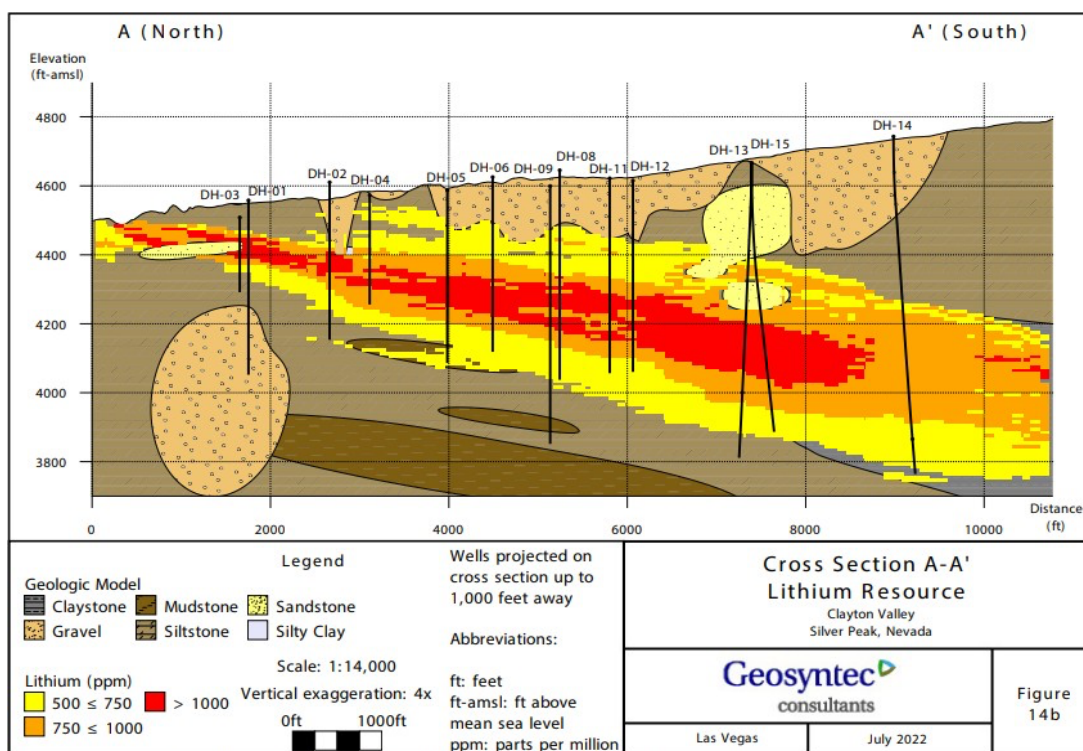 A (North)
A' (South)
Elevation
(ft-amsl)
4800
4600
4400
4200
4000
3800
DH-03
DH-01
DH-02
DH-04
DH-05
DH-06
DH-09
DH-08
DH-11
DH-12
DH-13
DH-15
DH-14
0
2000
4000
6000
8000
10000
Distance
(ft)
Legend
Geologic Model
Claystone
Mudstone
Sandstone
Gravel
Siltstone
Silty Clay
Lithium (ppm)
500 ≤ 750
> 1000
750 ≤ 1000
Scale: 1:14,000
Vertical exaggeration: 4x
0ft
1000ft
Wells projected on
cross section up to
1,000 feet away
Abbreviations:
ft: feet
ft-amsl: ft above
mean sea level
ppm: parts per million
Cross Section A-A'
Lithium Resource
Clayton Valley
Silver Peak, Nevada
Geosyntec
consultants
Las Vegas
July 2022
Figure
14b